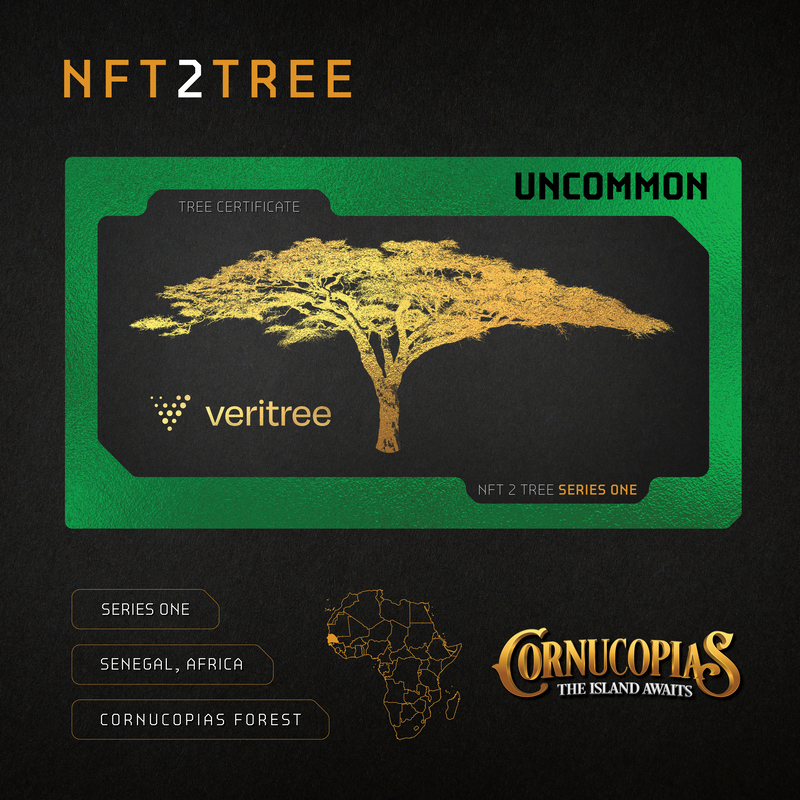 NFT2TREE
UNCOMMON
TREE CERTIFICATE
veritree
NFT 2 TREE SERIES ONE
SERIES ONE
SENEGAL, AFRICA
CORNUCOPIAS FOREST
CORNUCOPIAS
THE ISLAND AWAITS